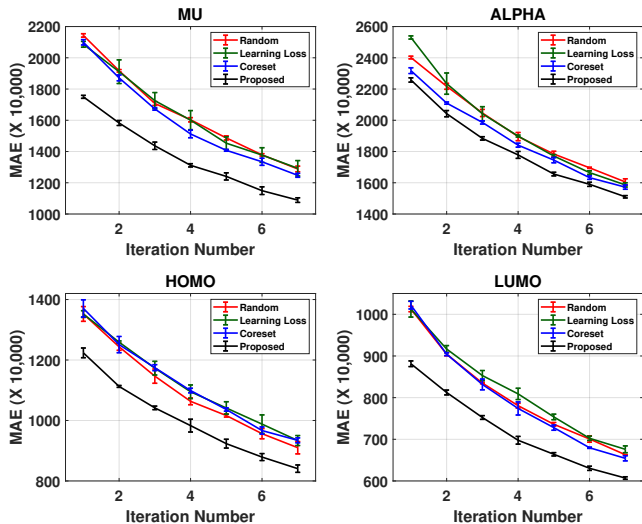 MU
MAE (X 10,000)
2200
2000
1800
1600
1400
1200
1000
2 4 6
Iteration Number
Random
Learning Loss
Coreset
Proposed
ALPHA
MAE (X 10,000)
2600
2400
2200
2000
1800
1600
1400
2 4 6
Iteration Number
Random
Learning Loss
Coreset
Proposed
HOMO
MAE (X 10,000)
1400
1200
1000
800
2 4 6
Iteration Number
Random
Learning Loss
Coreset
Proposed
LUMO
MAE (X 10,000)
1000
900
800
700
600
2 4 6
Iteration Number
Random
Learning Loss
Coreset
Proposed